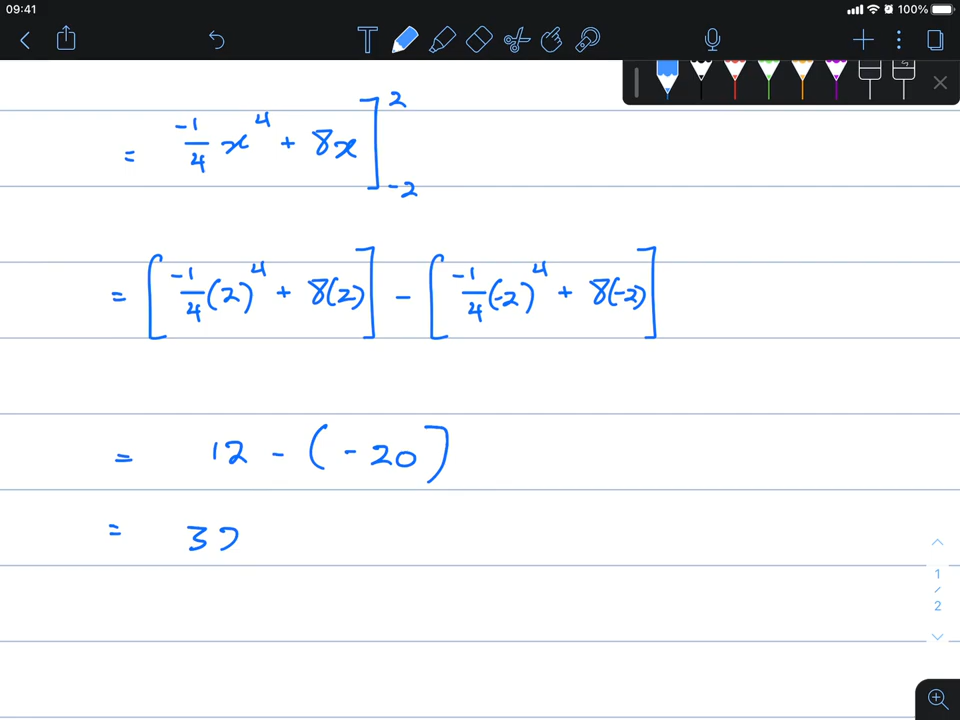 09:41 100%
= -1/4 x^4 + 8x ]_{-2}^{2}
= [ -1/4 (2)^4 + 8(2) ] - [ -1/4 (-2)^4 + 8(-2) ]
= 12 - (-20)
= 3
1
/
2